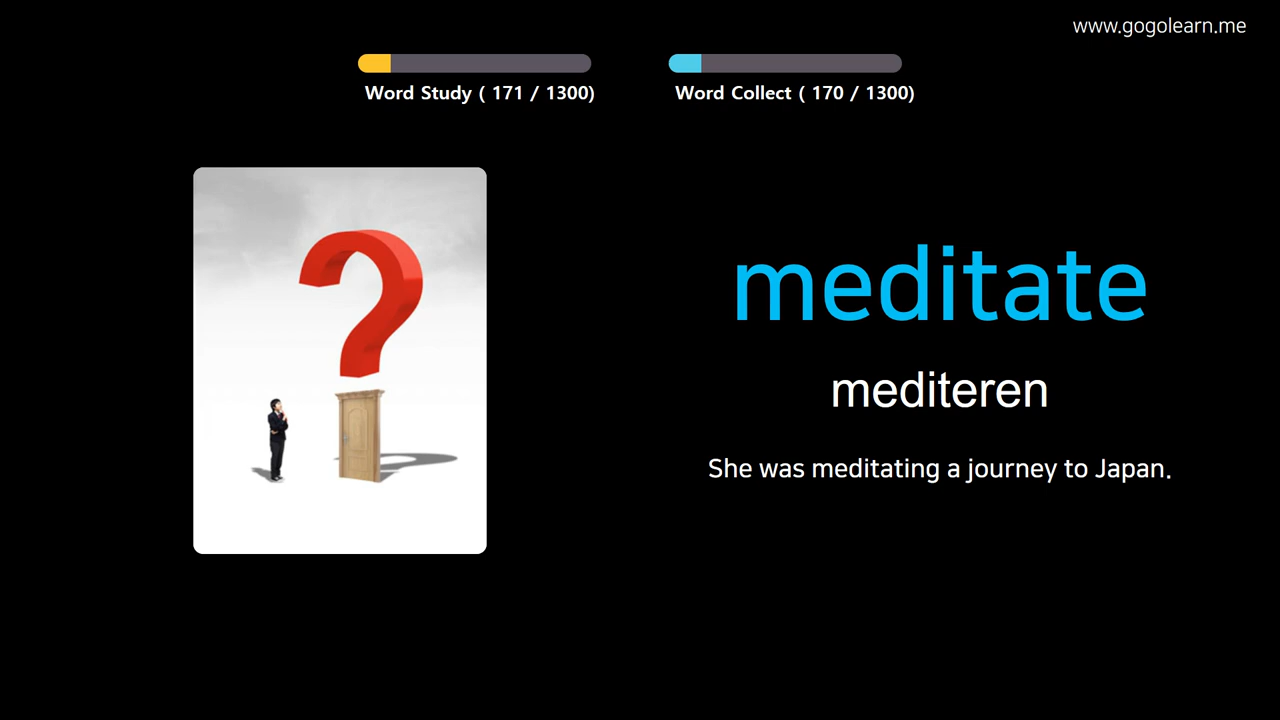 www.gogolearn.me
Word Study ( 171 / 1300)
Word Collect ( 170 / 1300)
?
meditate
mediteren
She was meditating a journey to Japan.